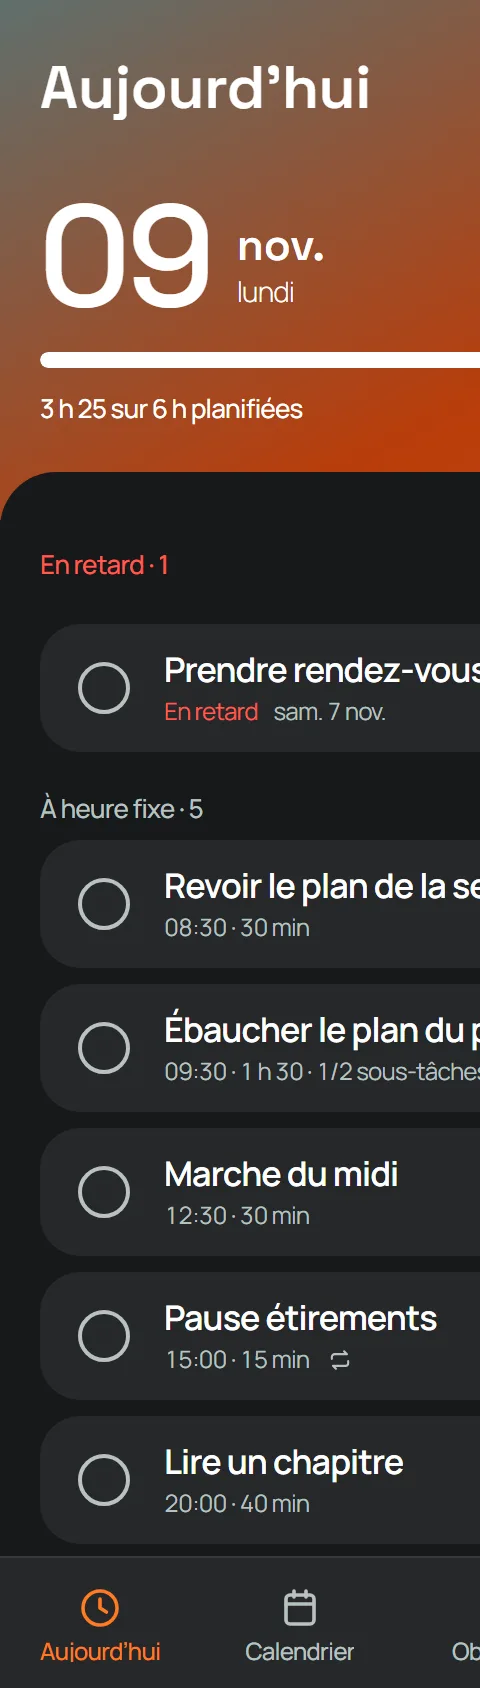 Aujourd’hui
09
nov.
lundi
3 h 25 sur 6 h planifiées
En retard · 1
Prendre rendez-vous
En retard sam. 7 nov.
À heure fixe · 5
Revoir le plan de la se
08:30 · 30 min
Ébaucher le plan du p
09:30 · 1 h 30 · 1/2 sous-tâches
Marche du midi
12:30 · 30 min
Pause étirements
15:00 · 15 min
Lire un chapitre
20:00 · 40 min
Aujourd’hui
Calendrier
Ob